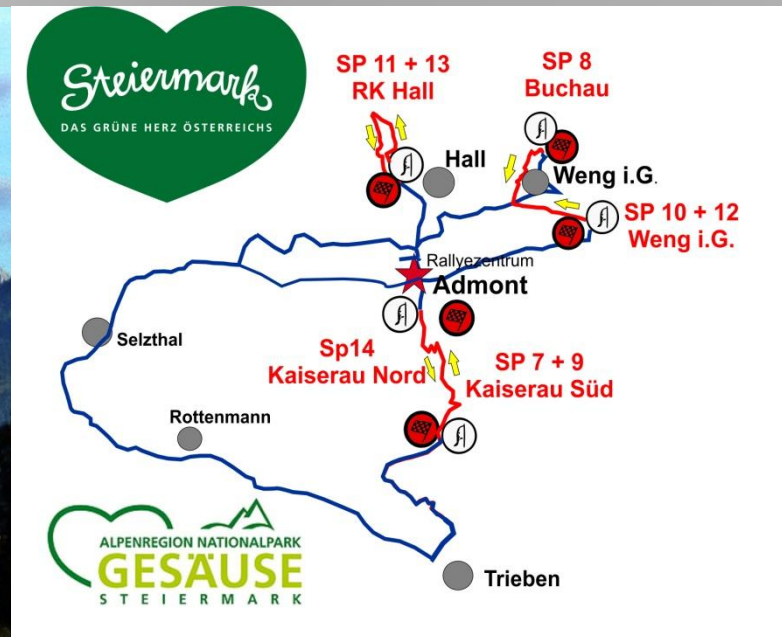 Steiermark
DAS GRÜNE HERZ ÖSTERREICHS
SP 11 + 13
RK Hall
SP 8
Buchau
Hall
Weng i.G.
SP 10 + 12
Weng i.G.
Rallyezentrum
Admont
Selzthal
Sp14
Kaiserau Nord
SP 7 + 9
Kaiserau Süd
Rottenmann
ALPENREGION NATIONALPARK
GESÄUSE
STEIERMARK
Trieben